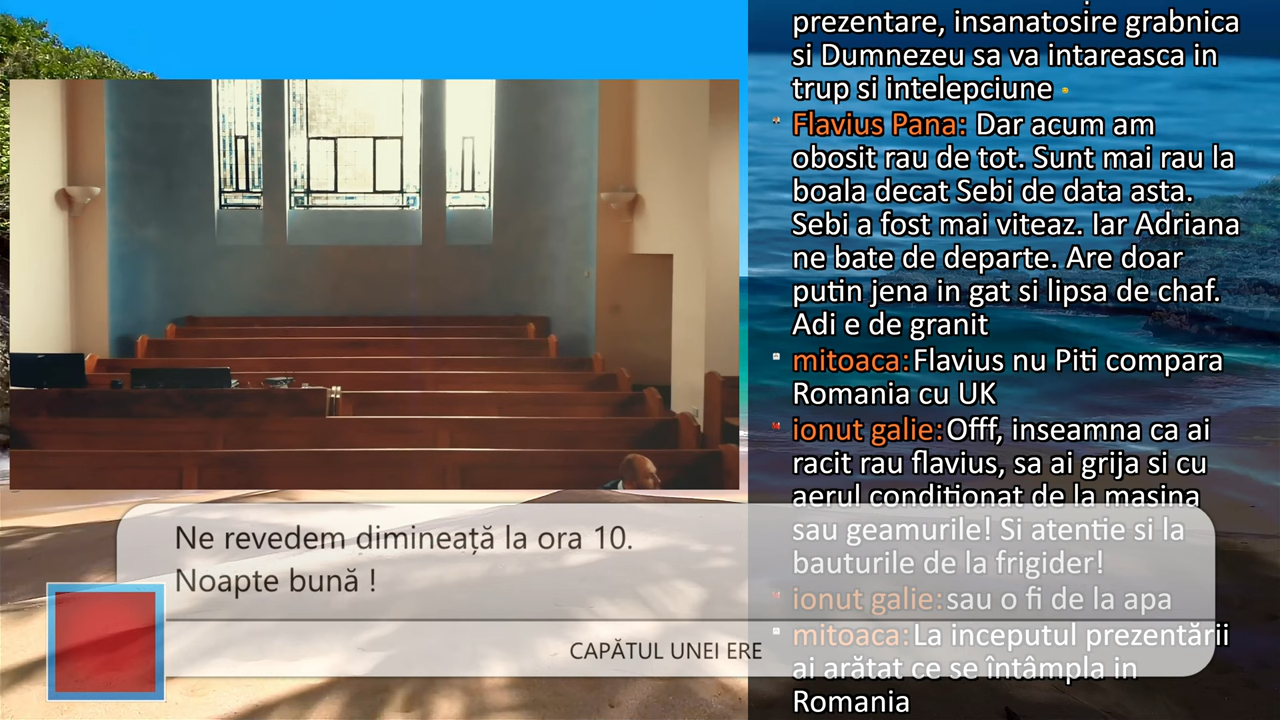 prezentare, insanatosire grabnica
si Dumnezeu sa va intareasca in
trup si intelepciune
Flavius Pana: Dar acum am
obosit rau de tot. Sunt mai rau la
boala decat Sebi de data asta.
Sebi a fost mai viteaz. Iar Adriana
ne bate de departe. Are doar
putin jena in gat si lipsa de chaf.
Adi e de granit
mitoaca: Flavius nu Piti compara
Romania cu UK
ionut galie: Offf, inseamna ca ai
racit rau flavius, sa ai grija si cu
aerul conditionat de la masina
sau geamurile! Si atentie si la
bauturile de la frigider!
ionut galie: sau o fi de la apa
mitoaca: La inceputul prezentării
ai arătat ce se întâmpla in
Romania
Ne revedem dimineață la ora 10.
Noapte bună !
CAPĂTUL UNEI ERE